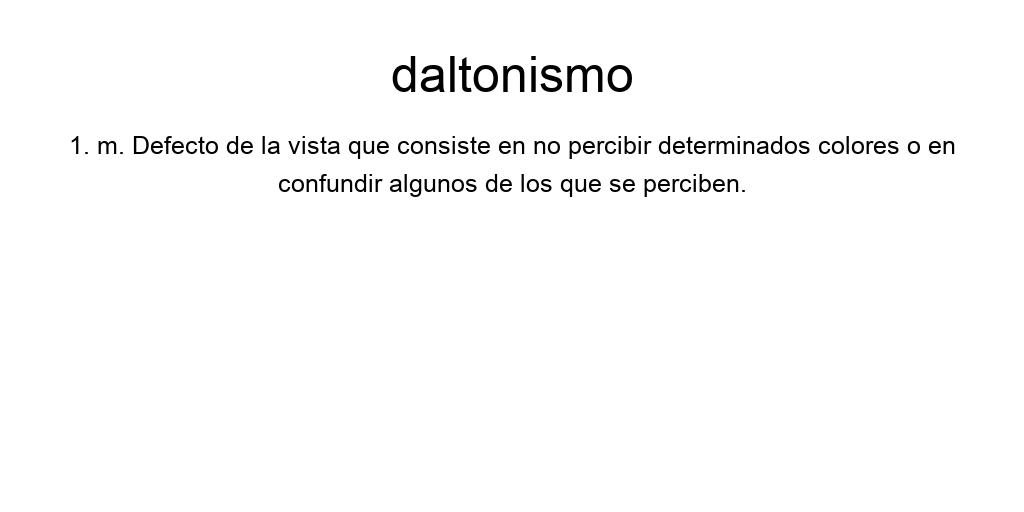 daltonismo
1. m. Defecto de la vista que consiste en no percibir determinados colores o en
confundir algunos de los que se perciben.